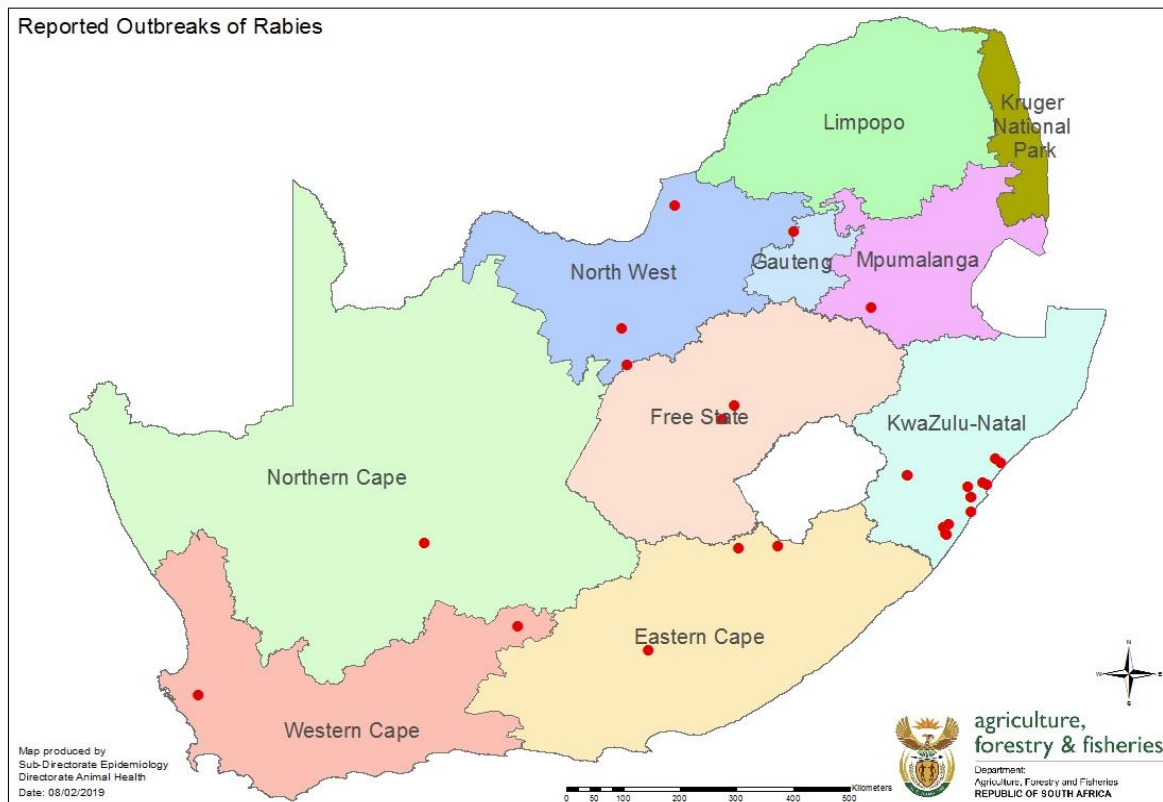 Reported Outbreaks of Rabies
Limpopo
Kruger
National
Park
North West
Gauteng
Mpumalanga
Free State
KwaZulu-Natal
Northern Cape
Eastern Cape
Western Cape
N
W
E
S
agriculture,
forestry & fisheries
Department:
Agriculture, Forestry and Fisheries
REPUBLIC OF SOUTH AFRICA
Map produced by
Sub-Directorate Epidemiology
Directorate Animal Health
Date: 08/02/2019
Kilometers
0 50 100 200 300 400 500